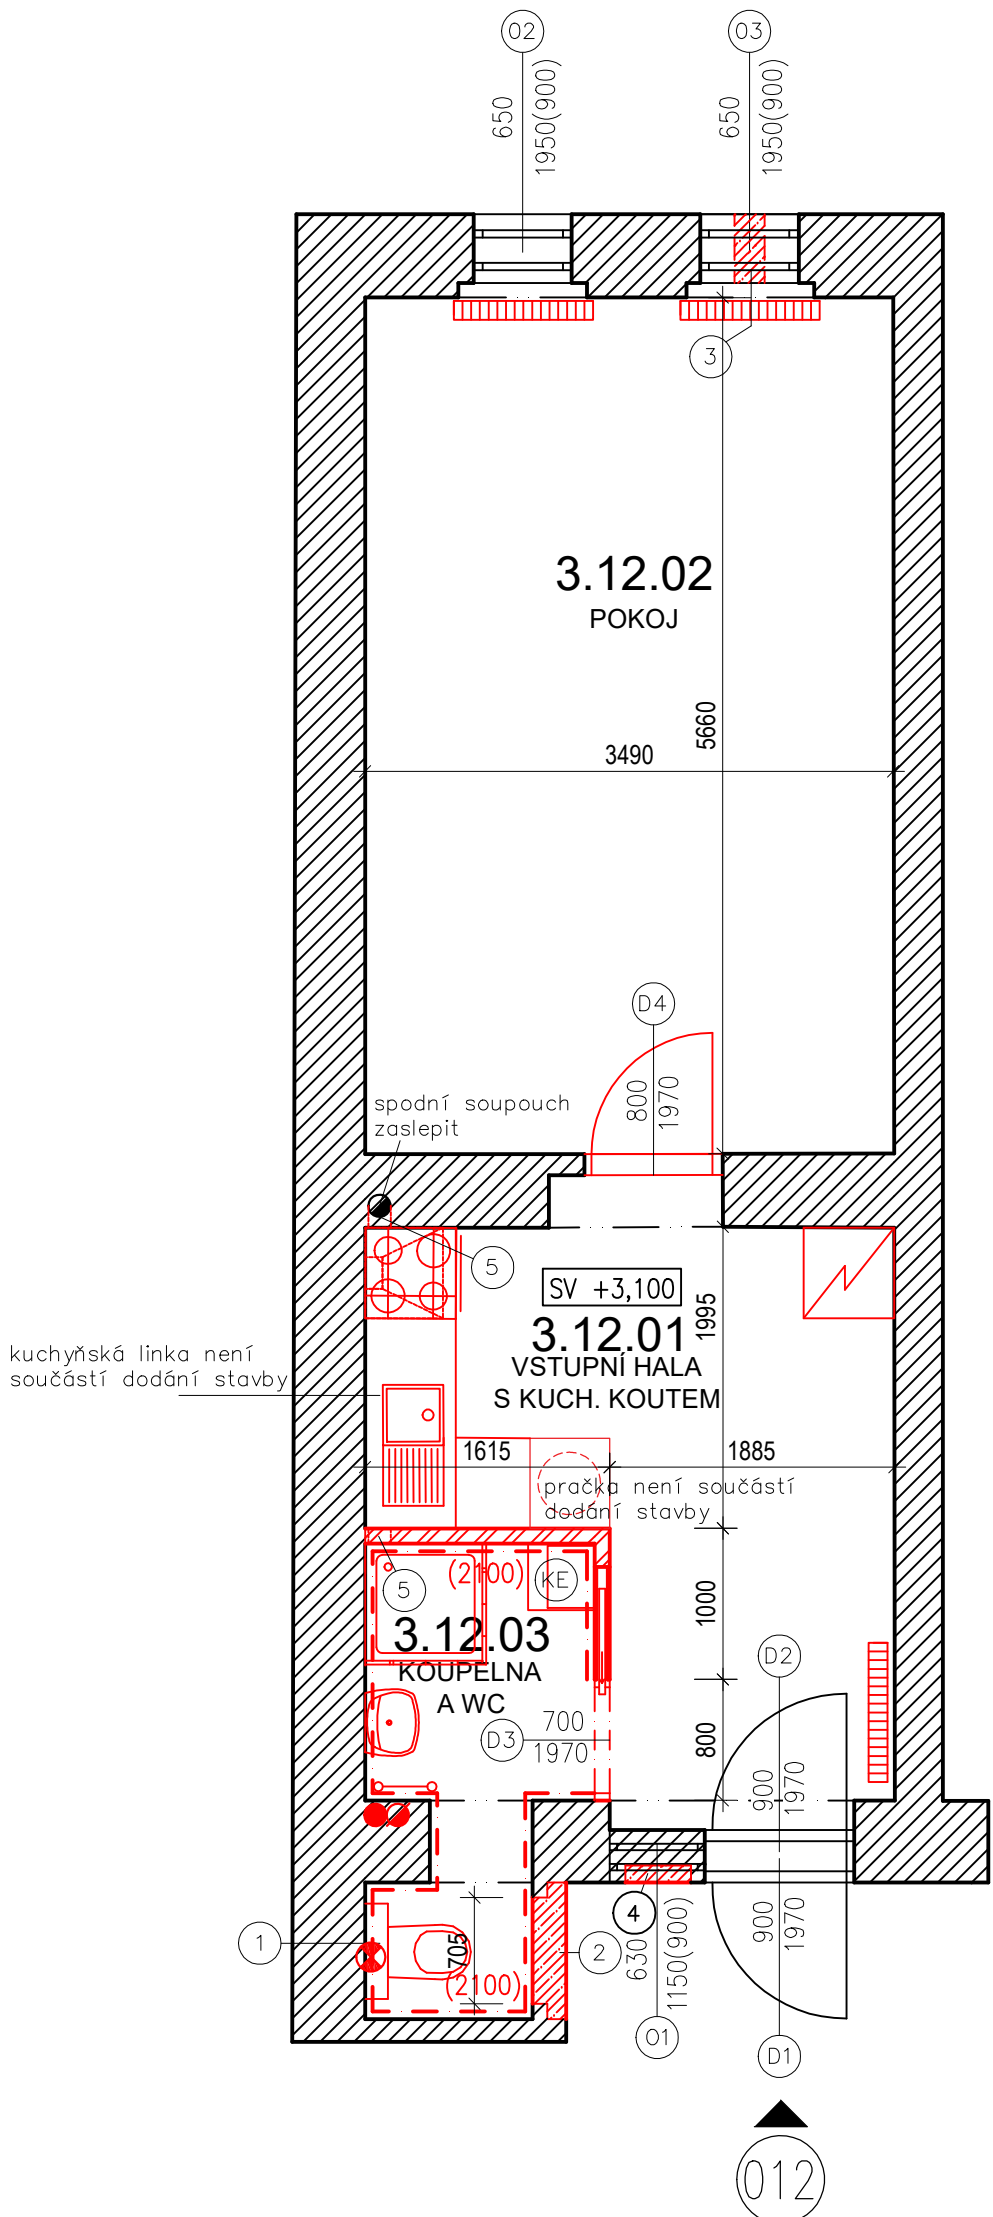 02
03
650
1950(900)
650
1950(900)
3
3.12.02
POKOJ
5660
3490
D4
800
1970
spodní soupouch
zaslepit
5
SV +3,100
3.12.01
VSTUPNÍ HALA
S KUCH. KOUTEM
1995
kuchyňská linka není
součástí dodání stavby
1615
1885
pračka není součástí
dodání stavby
(2100)
KE
5
1000
3.12.03
KOUPELNA
A WC
D2
D3
700
1970
800
900
1970
4
1
705
(2100)
2
630
1150(900)
900
1970
01
D1
012